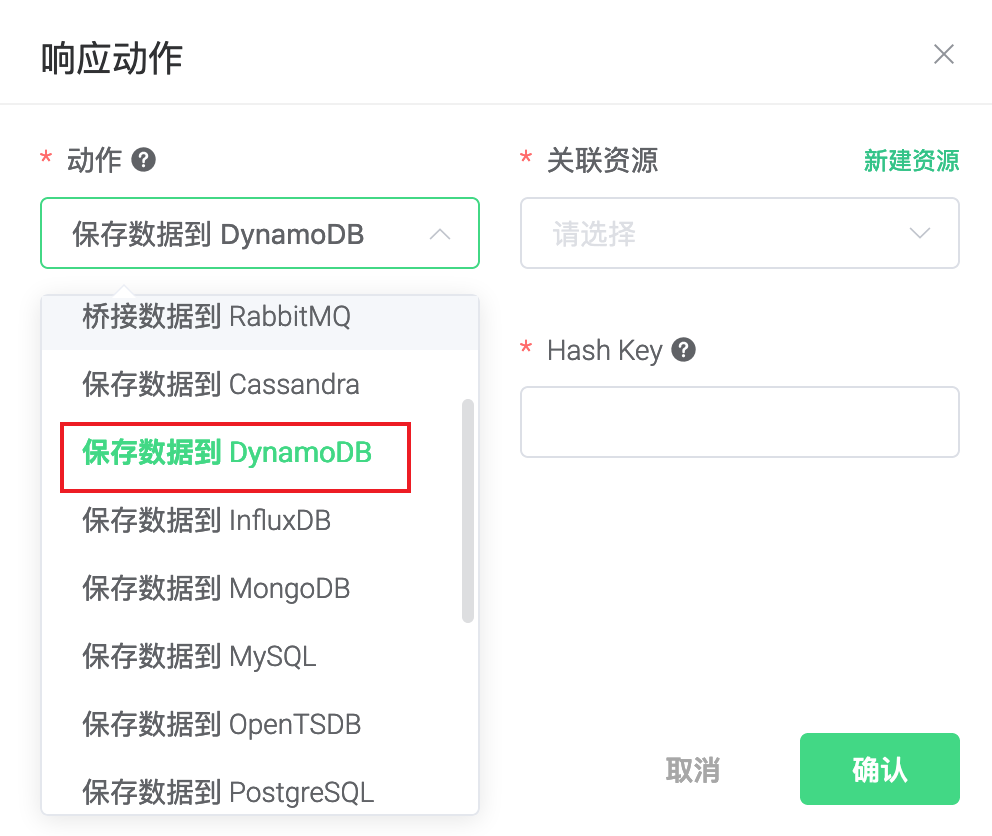 响应动作
* 动作 ?
* 关联资源 新建资源
保存数据到 DynamoDB
请选择
桥接数据到 RabbitMQ
保存数据到 Cassandra
保存数据到 DynamoDB
保存数据到 InfluxDB
保存数据到 MongoDB
保存数据到 MySQL
保存数据到 OpenTSDB
保存数据到 PostgreSQL
* Hash Key ?
取消
确认